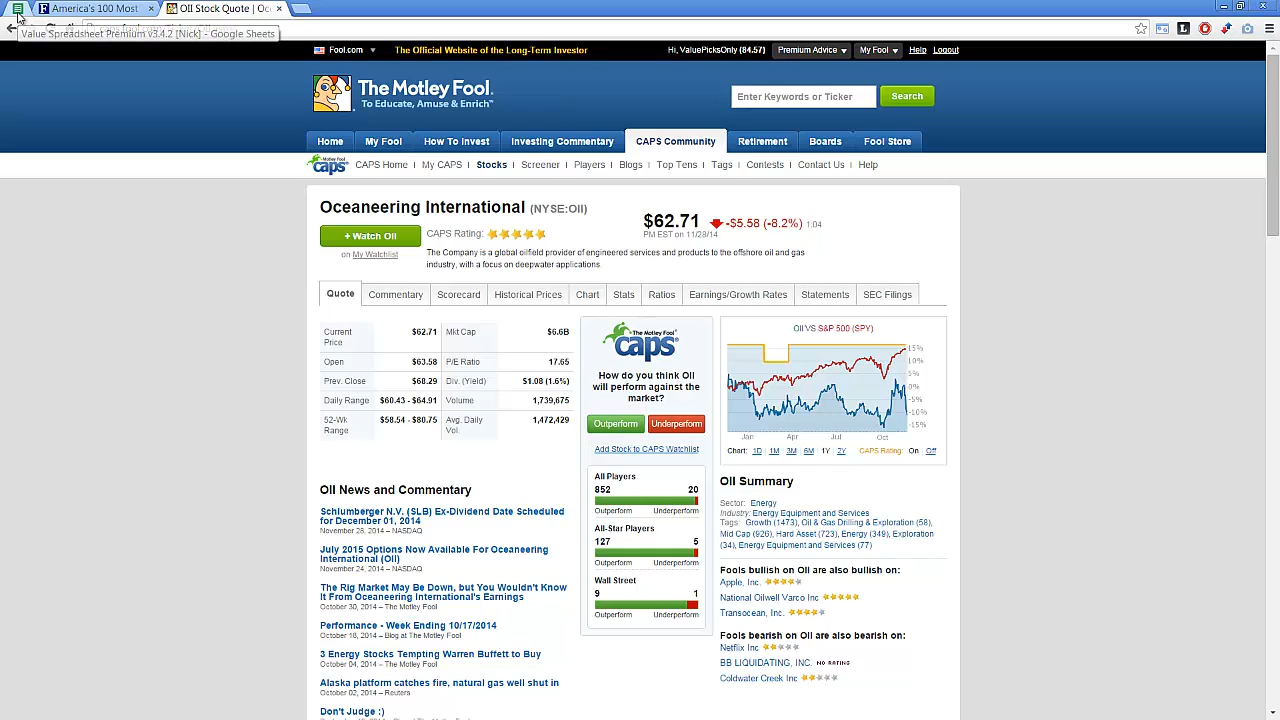 America's 100 Most
OII Stock Quote | Oc
Value Spreadsheet Premium v3.4.2 [Nick] - Google Sheets
Fool.com
The Official Website of the Long-Term Investor
Hi, ValuePicksOnly (84.57)
Premium Advice
My Fool
Help
Logout
The Motley Fool.
To Educate, Amuse & Enrich™
Enter Keywords or Ticker
Search
Home
My Fool
How To Invest
Investing Commentary
CAPS Community
Retirement
Boards
Fool Store
The Motley Fool
caps
CAPS Home | My CAPS | Stocks | Screener | Players | Blogs | Top Tens | Tags | Contests | Contact Us | Help
Oceaneering International (NYSE:OII)
$62.71 -$5.58 (-8.2%) 1:04
PM EST on 11/28/14
+ Watch OII
on My Watchlist
CAPS Rating:
The Company is a global oilfield provider of engineered services and products to the offshore oil and gas
industry, with a focus on deepwater applications.
Quote
Commentary
Scorecard
Historical Prices
Chart
Stats
Ratios
Earnings/Growth Rates
Statements
SEC Filings
Current
Price
$62.71
Mkt Cap
$6.6B
Open
$63.58
P/E Ratio
17.65
Prev. Close
$68.29
Div. (Yield)
$1.08 (1.6%)
Daily Range
$60.43 - $64.91
Volume
1,739,675
52-Wk
Range
$58.54 - $80.75
Avg. Daily
Vol.
1,472,429
The Motley Fool
caps
How do you think OII
will perform against the
market?
Outperform
Underperform
Add Stock to CAPS Watchlist
All Players
852 20
Outperform Underperform
All-Star Players
127 5
Outperform Underperform
Wall Street
9 1
Outperform Underperform
OII VS S&P 500 (SPY)
15%
10%
5%
0%
-5%
-10%
-15%
Jan Apr Jul Oct
Chart: 1D 1M 3M 6M 1Y 2Y CAPS Rating: On Off
OII Summary
Sector: Energy
Industry: Energy Equipment and Services
Tags: Growth (1473), Oil & Gas Drilling & Exploration (58),
Mid Cap (926), Hard Asset (723), Energy (349), Exploration
(34), Energy Equipment and Services (77)
Fools bullish on OII are also bullish on:
Apple, Inc.
National Oilwell Varco Inc
Transocean, Inc.
Fools bearish on OII are also bearish on:
Netflix Inc
BB LIQUIDATING, INC. NO RATING
Coldwater Creek Inc
OII News and Commentary
Schlumberger N.V. (SLB) Ex-Dividend Date Scheduled
for December 01, 2014
November 28, 2014 – NASDAQ
July 2015 Options Now Available For Oceaneering
International (OII)
November 24, 2014 – NASDAQ
The Rig Market May Be Down, but You Wouldn't Know
It From Oceaneering International's Earnings
October 30, 2014 – The Motley Fool
Performance - Week Ending 10/17/2014
October 18, 2014 – Blog at The Motley Fool
3 Energy Stocks Tempting Warren Buffett to Buy
October 04, 2014 – The Motley Fool
Alaska platform catches fire, natural gas well shut in
October 02, 2014 – Reuters
Don't Judge :)